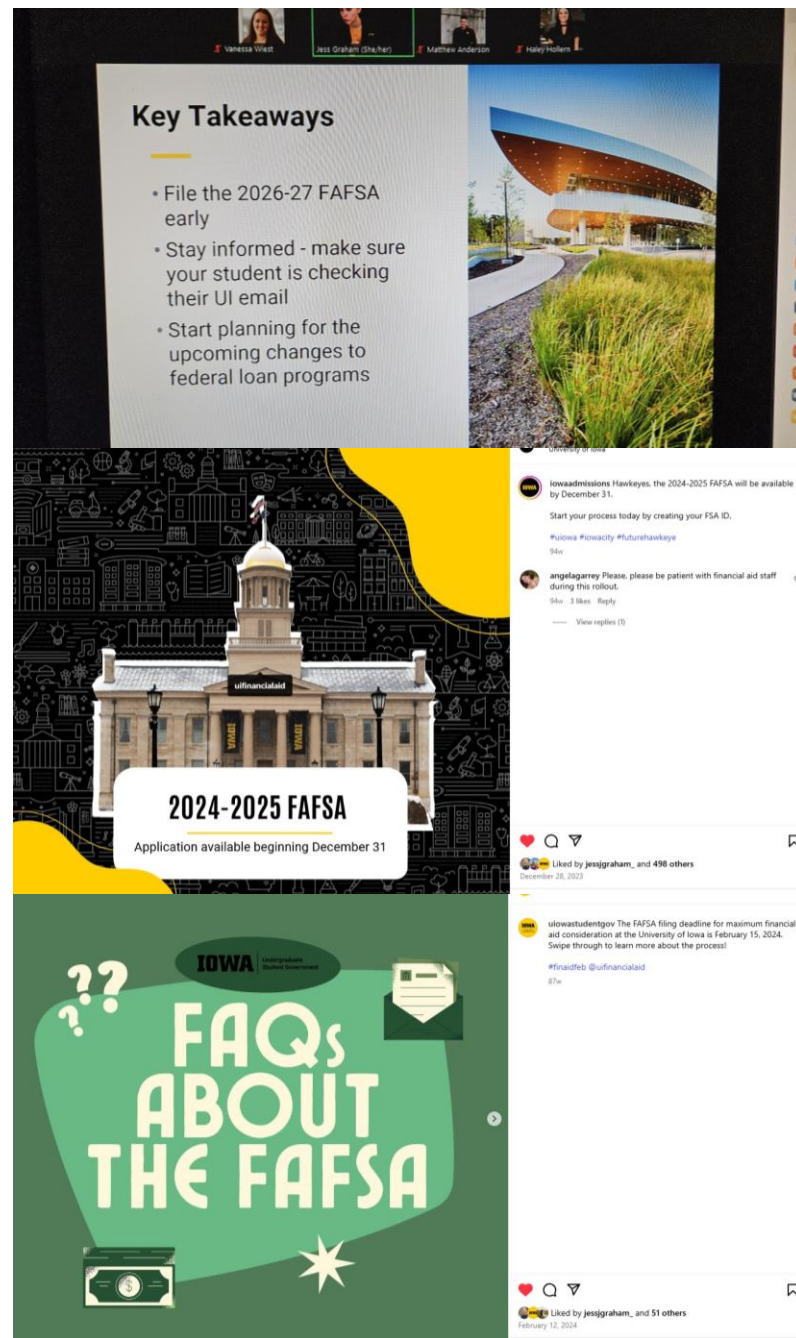 Vanessa Wiest
Jess Graham (She/her)
Matthew Anderson
Haley Hollern
Key Takeaways
• File the 2026-27 FAFSA
early
• Stay informed - make sure
your student is checking
their UI email
• Start planning for the
upcoming changes to
federal loan programs
University of Iowa
IOWA
iowaadmissions Hawkeyes, the 2024-2025 FAFSA will be available
by December 31.
Start your process today by creating your FSA ID.
#uiowa #iowacity #futurehawkeye
94w
angelagarrey Please, please be patient with financial aid staff
during this rollout.
94w 3 likes Reply
View replies (1)
uifinancialaid
IOWA
IOWA
2024-2025 FAFSA
Application available beginning December 31
Liked by jessjgraham_ and 498 others
December 28, 2023
IOWA
Undergraduate
Student Government
??
?
FAQs
ABOUT
THE FAFSA
$
IOWA
uiowastudentgov The FAFSA filing deadline for maximum financial
aid consideration at the University of Iowa is February 15, 2024.
Swipe through to learn more about the process!
#finaidfeb @uifinancialaid
87w
Liked by jessjgraham_ and 51 others
February 12, 2024